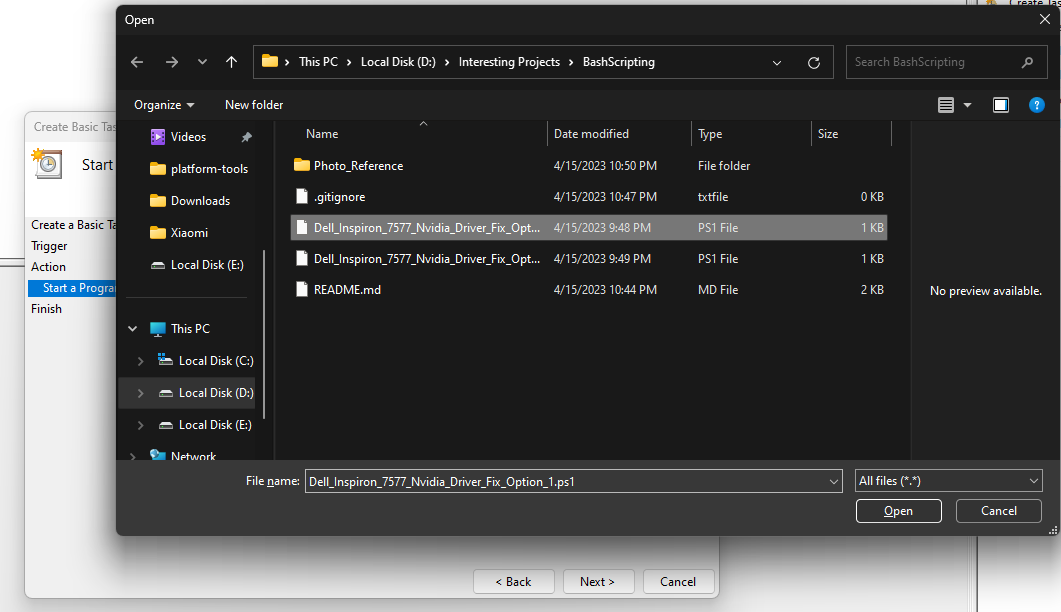 Open
Create Tas
This PC
Local Disk (D:)
Interesting Projects
BashScripting
Search BashScripting
Organize
New folder
Create Basic Tas
Start
Create a Basic Ta
Trigger
Action
Start a Program
Finish
Videos
platform-tools
Downloads
Xiaomi
Local Disk (E:)
This PC
Local Disk (C:)
Local Disk (D:)
Local Disk (E:)
Network
Name Date modified Type Size
Photo_Reference 4/15/2023 10:50 PM File folder
.gitignore 4/15/2023 10:47 PM txtfile 0 KB
Dell_Inspiron_7577_Nvidia_Driver_Fix_Opt... 4/15/2023 9:48 PM PS1 File 1 KB
Dell_Inspiron_7577_Nvidia_Driver_Fix_Opt... 4/15/2023 9:49 PM PS1 File 1 KB
README.md 4/15/2023 10:44 PM MD File 2 KB
No preview available.
File name: Dell_Inspiron_7577_Nvidia_Driver_Fix_Option_1.ps1
All files (*.*)
Open
Cancel
< Back
Next >
Cancel